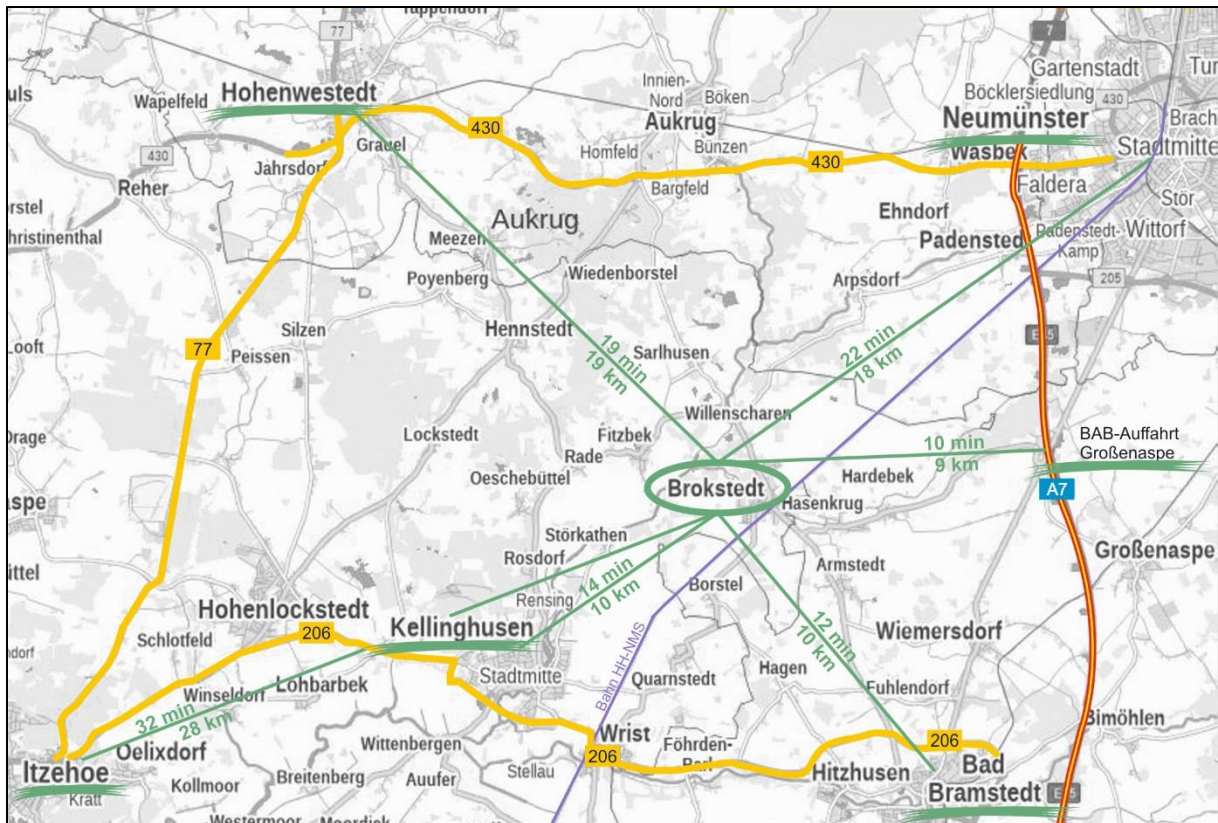 Tappendorf
77
7
Gartenstadt
Böcklersiedlung
430
Hohenwestedt
Wapelfeld
Innien-
Nord
Böken
Aukrug
Bünzen
Neumünster
Wasbek
Stadtmitte
430
430
430
Grauel
Jahrsdorf
Homfeld
Bargfeld
Reher
Faldera
Stör
Ehndorf
Aukrug
Padenstedt-
Kamp
Wittorf
Christinenthal
Meezen
Padensted
Wiedenborstel
Poyenberg
Arpsdorf
205
Silzen
Hennstedt
77
Peissen
Sarlhusen
19 min
19 km
22 min
18 km
Willenscharen
Lockstedt
Fitzbek
Rade
Oeschebüttel
10 min
9 km
BAB-Auffahrt
Großenaspe
Hardebek
Brokstedt
A7
Hasenkrug
Störkathen
Rosdorf
Großenaspe
Armstedt
14 min
10 km
Borstel
Rensing
Hohenlockstedt
Kellinghusen
12 min
10 km
Wiemersdorf
Schlotfeld
206
Hagen
Stadtmitte
Quarnstedt
Lohbarbek
Winseldorf
Fuhlendorf
Bahn HH-NMS
32 min
28 km
Bimöhlen
Oelixdorf
Wittenbergen
Wrist
206
Föhrden-
Barl
206
Itzehoe
Kratt
Kollmoor
Breitenberg
Auufer
Stellau
Hitzhusen
Bad
Bramstedt
Westermoor